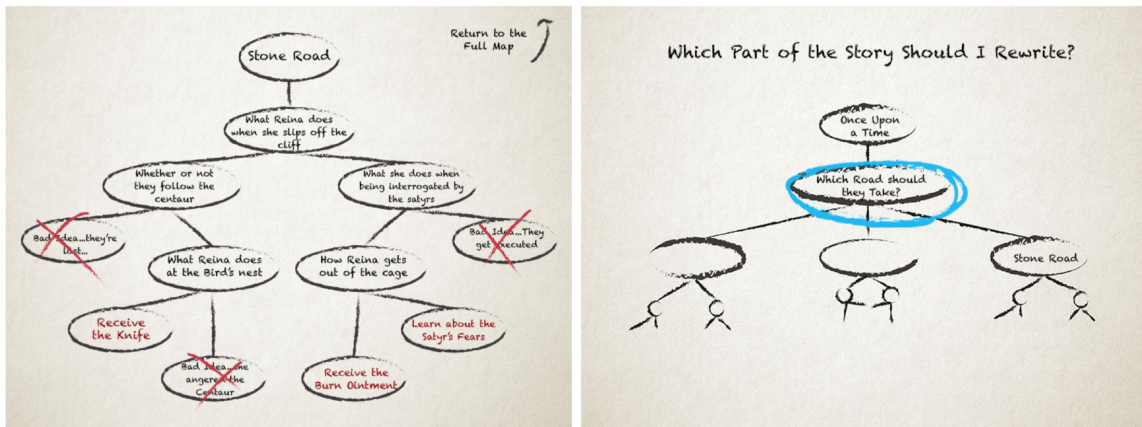 Return to the
Full Map
Stone Road
What Reina does
when she slips off the
cliff
Whether or not
they follow the
centaur
What she does when
being interrogated by
the satyrs
Bad Idea...they're
lost...
Bad Idea...They
get executed
What Reina does
at the Bird's nest
How Reina gets
out of the cage
Receive
the Knife
Learn about the
Satyr's Fears
Bad Idea...she
angered the
Centaur
Receive the
Burn Ointment
Which Part of the Story Should I Rewrite?
Once Upon
a Time
Which Road should
they Take?
Stone Road